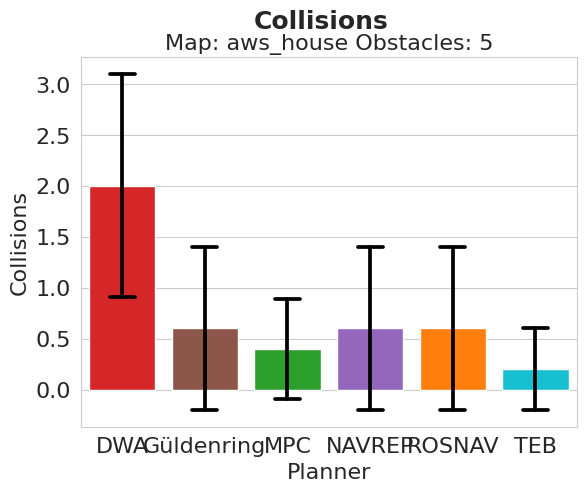 Collisions
Map: aws_house Obstacles: 5
Collisions
3.0
2.5
2.0
1.5
1.0
0.5
0.0
DWA Güldenring MPC NAVREP ROSNAV TEB
Planner